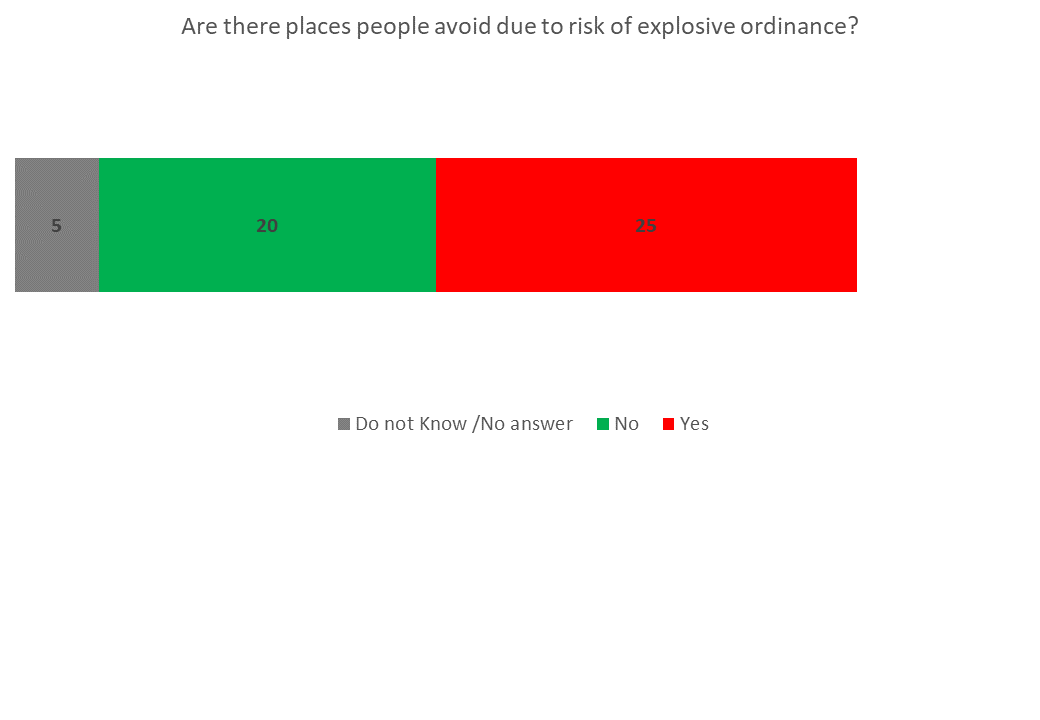 Are there places people avoid due to risk of explosive ordinance?
5 20 25
Do not Know /No answer No Yes